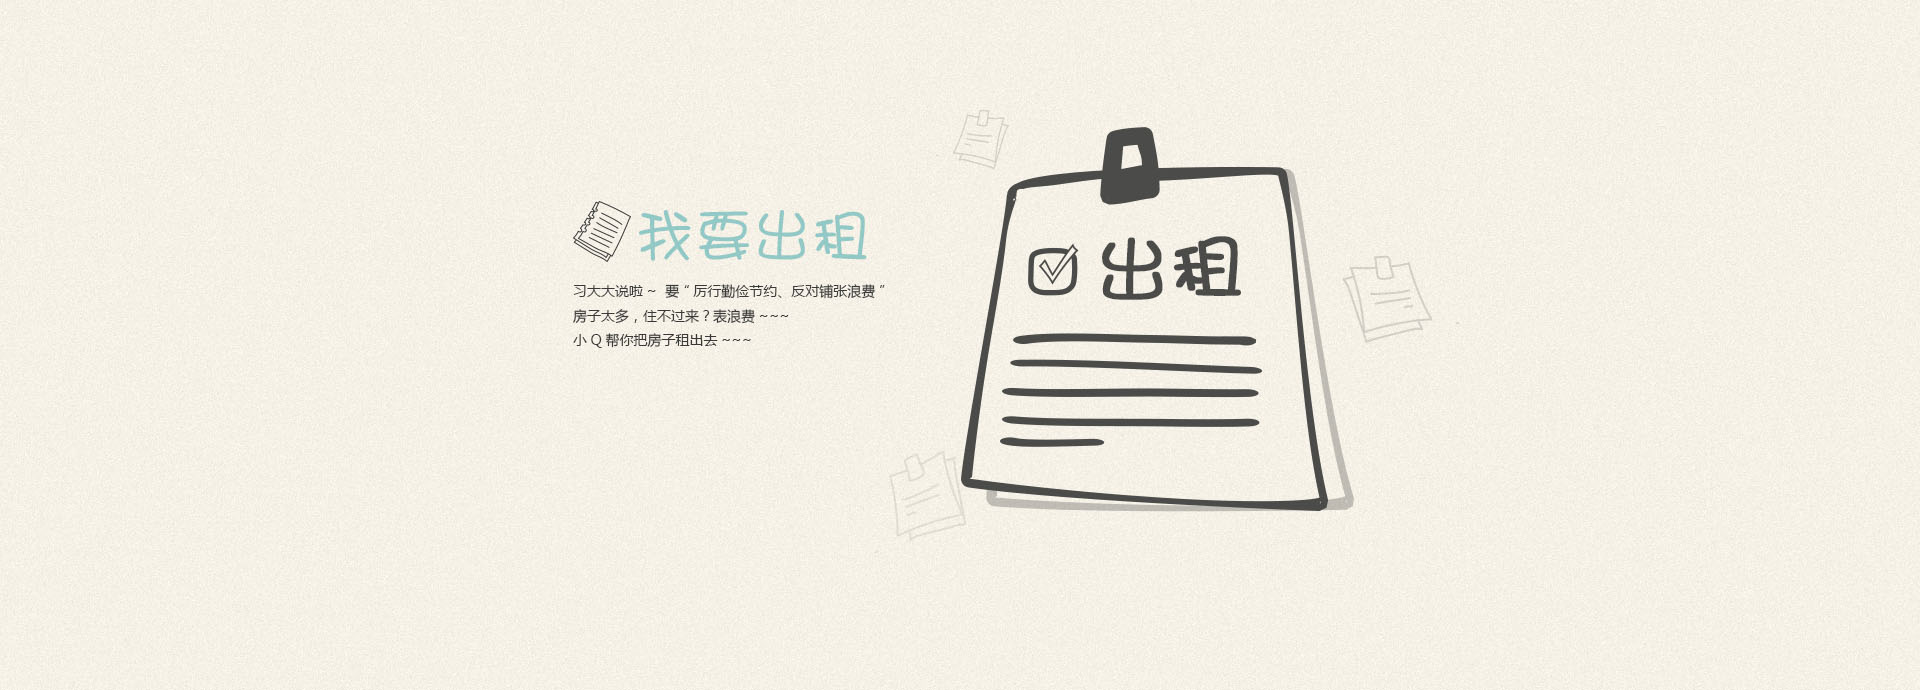 我要出租
习大大说啦 ~ 要 " 厉行勤俭节约、反对铺张浪费 "
房子太多，住不过来？表浪费 ~~~
小 Q 帮你把房子租出去 ~~~
出租